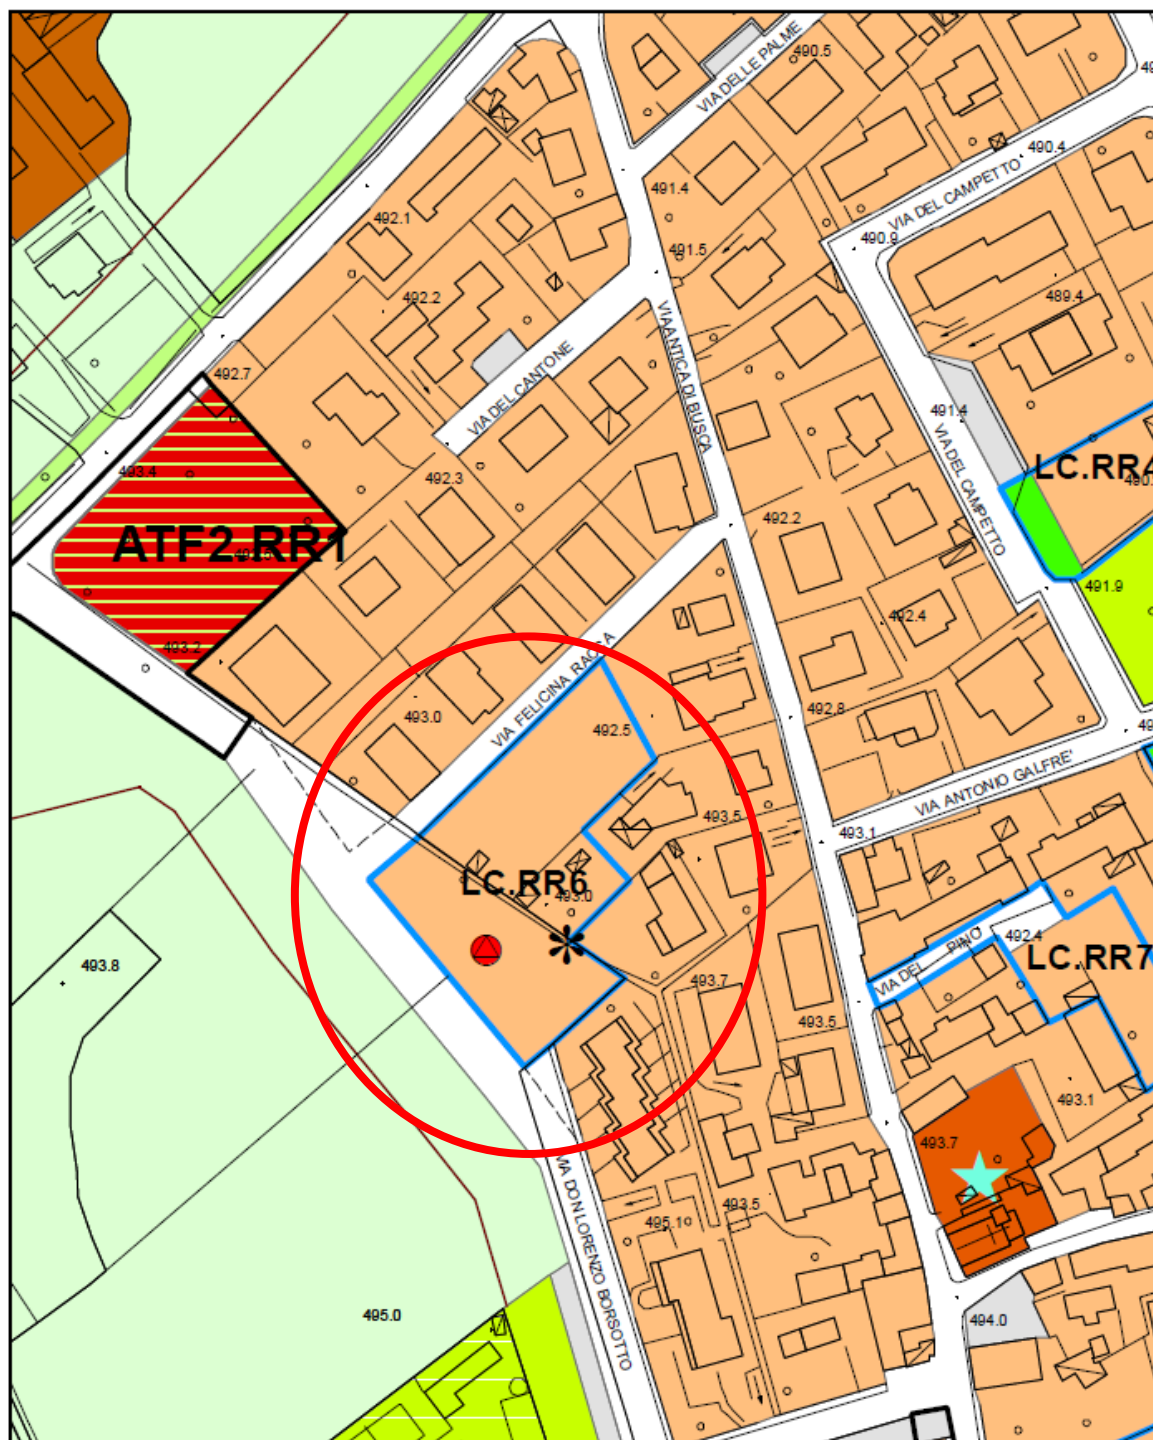 VIA DELLE PALME
490.5
490.4
VIA DEL CAMPETTO
491.4
492.1
490.9
491.5
492.2
489.4
VIA ANTICA DI BUSCA
VIA DEL CANTONE
492.7
491.4
VIA DEL CAMPETTO
LC.RR4
493.4
492.3
492.2
ATF2.RR1
491.9
492.4
493.2
VIA FELICINA RACCA
493.0
492.5
492.8
VIA ANTONIO GALFRE'
493.5
493.1
LC.RR6
493.0
VIA DEL PINO
492.4
LC.RR7
493.8
493.7
493.5
493.1
493.7
493.5
495.1
VIA DON LORENZO BORSOTTO
495.0
494.0